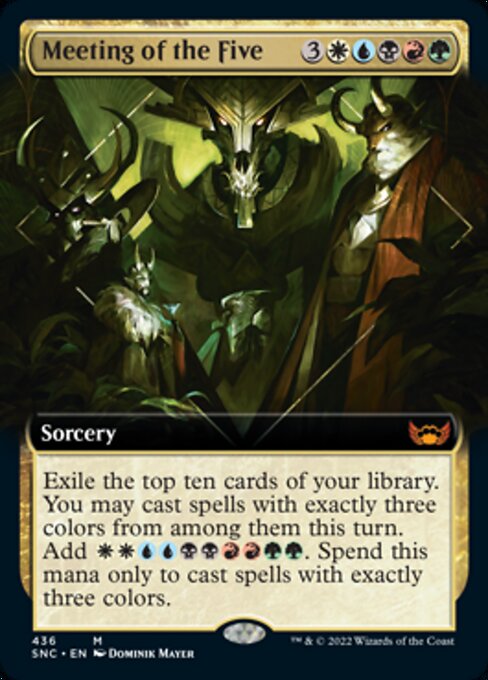 Meeting of the Five 3
Sorcery
Exile the top ten cards of your library.
You may cast spells with exactly three
colors from among them this turn.
Add . Spend this
mana only to cast spells with exactly
three colors.
436 M
SNC • EN DOMINIK MAYER
™ & © 2022 Wizards of the Coast